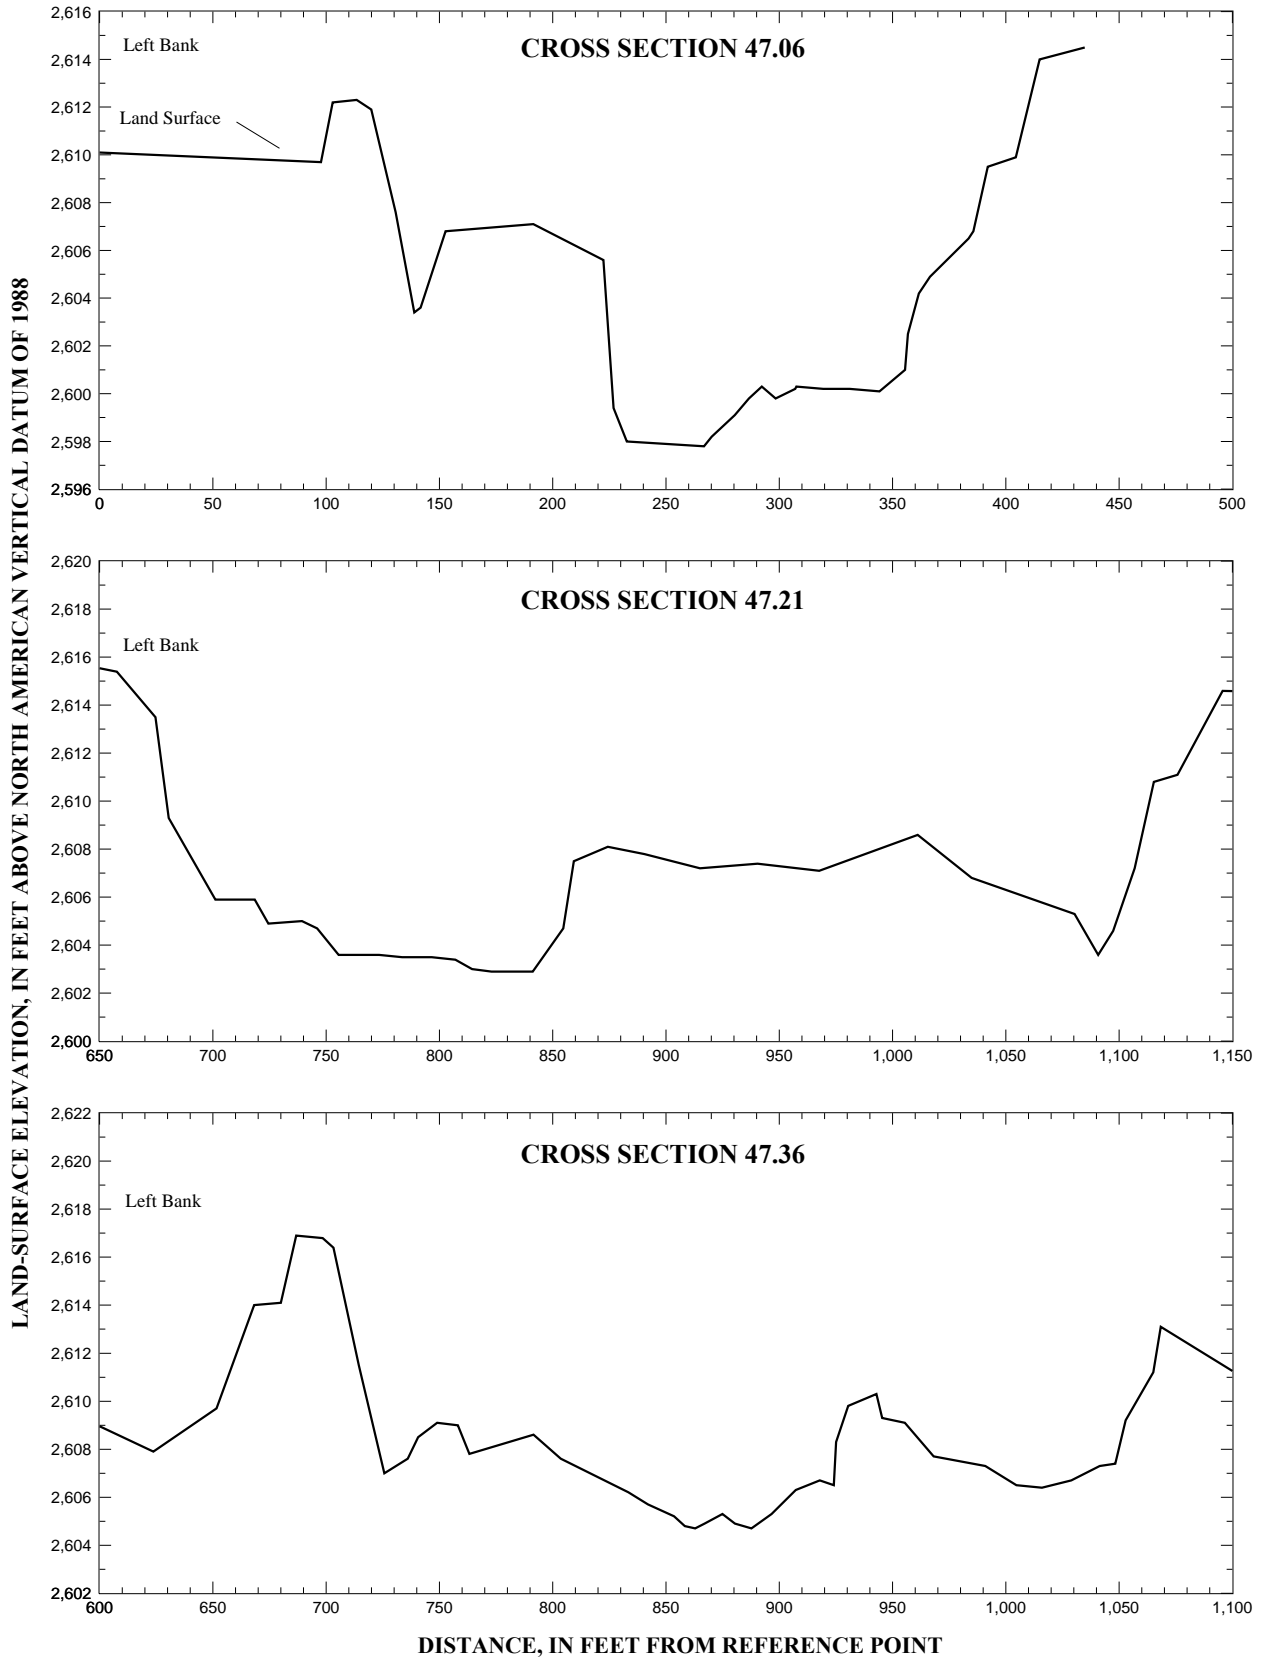 LAND-SURFACE ELEVATION, IN FEET ABOVE NORTH AMERICAN VERTICAL DATUM OF 1988
CROSS SECTION 47.06
Left Bank
Land Surface
2,616
2,614
2,612
2,610
2,608
2,606
2,604
2,602
2,600
2,598
2,596
0 50 100 150 200 250 300 350 400 450 500
CROSS SECTION 47.21
Left Bank
2,620
2,618
2,616
2,614
2,612
2,610
2,608
2,606
2,604
2,602
2,600
650 700 750 800 850 900 950 1,000 1,050 1,100 1,150
CROSS SECTION 47.36
Left Bank
2,622
2,620
2,618
2,616
2,614
2,612
2,610
2,608
2,606
2,604
2,602
600 650 700 750 800 850 900 950 1,000 1,050 1,100
DISTANCE, IN FEET FROM REFERENCE POINT